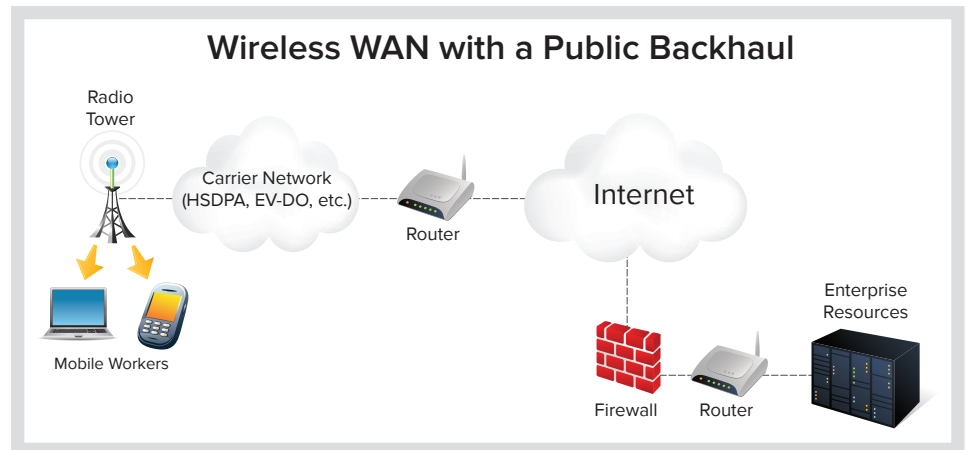 Wireless WAN with a Public Backhaul
Radio
Tower
Carrier Network
(HSDPA, EV-DO, etc.)
Router
Internet
Mobile Workers
Enterprise
Resources
Firewall
Router